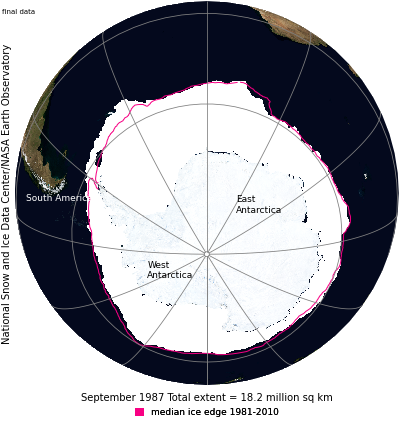 final data
National Snow and Ice Data Center/NASA Earth Observatory
South America
East
Antarctica
West
Antarctica
September 1987 Total extent = 18.2 million sq km
median ice edge 1981-2010